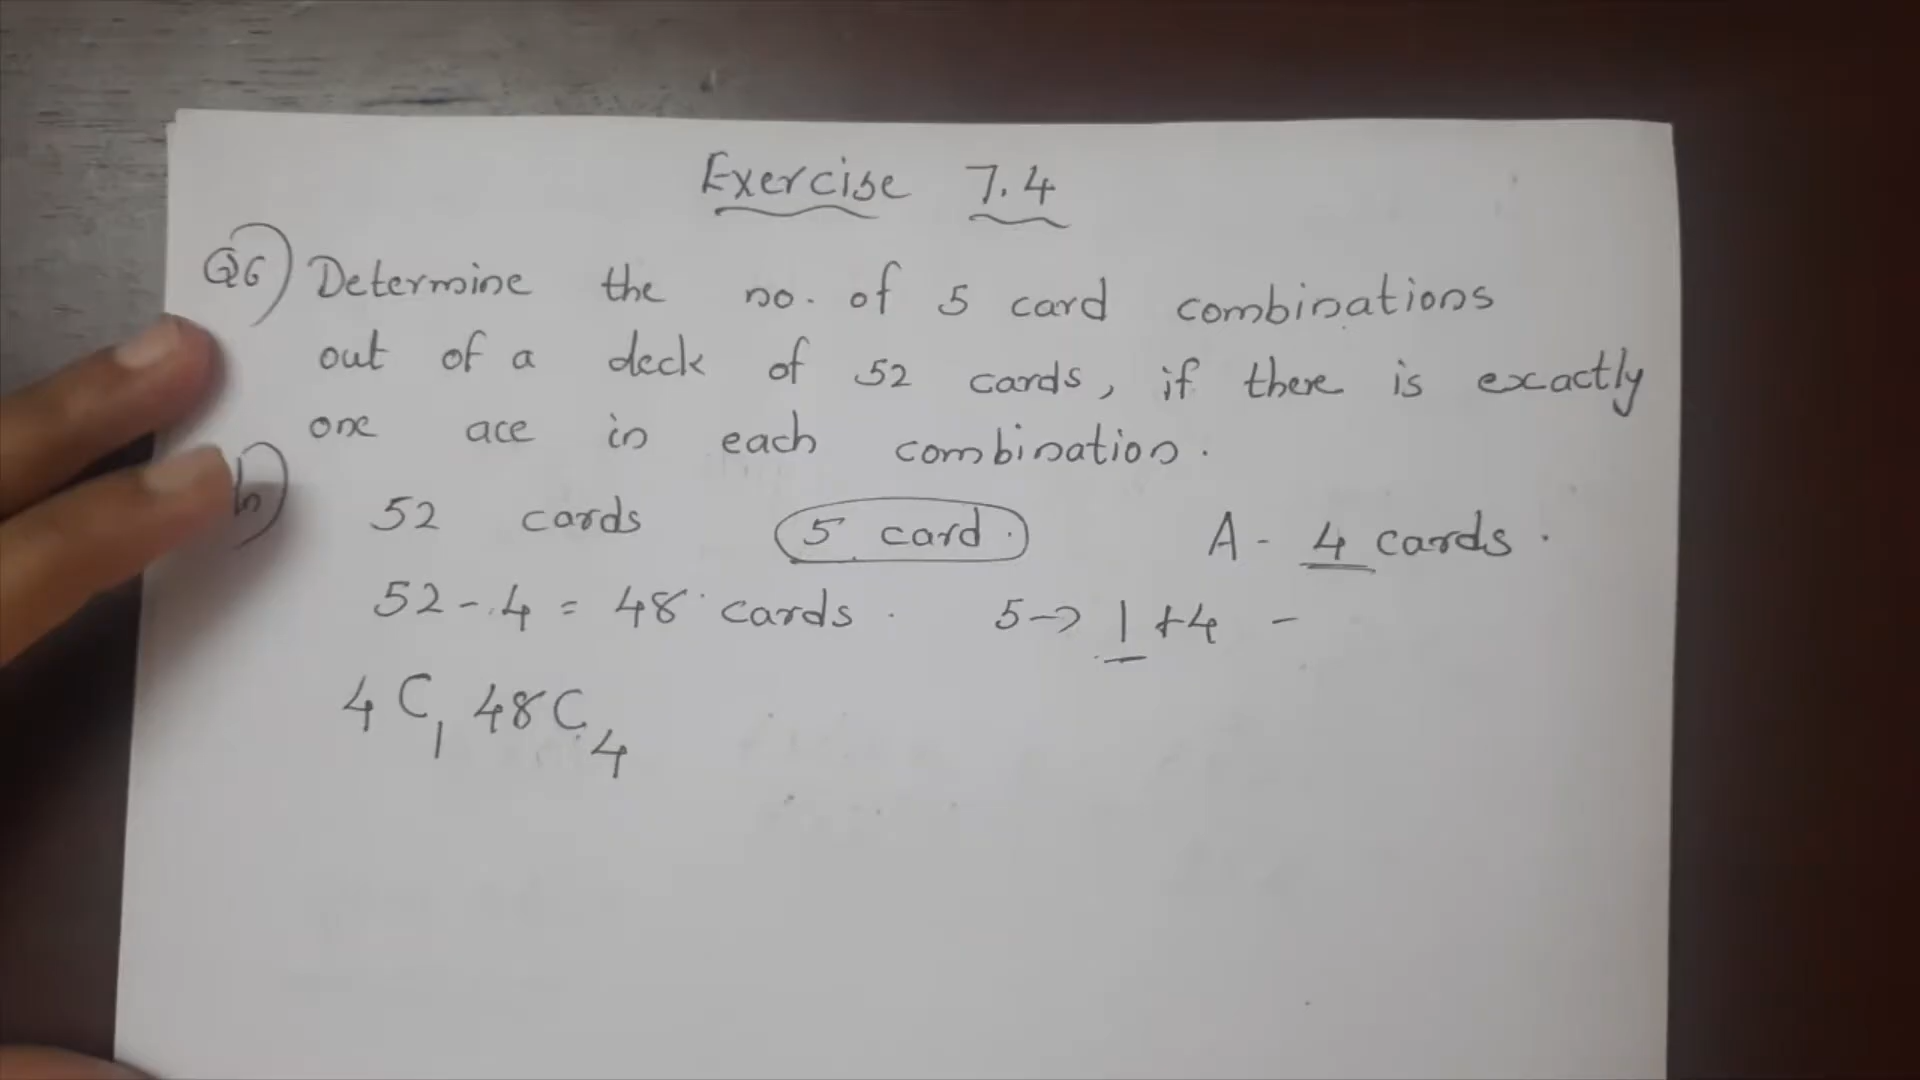 Exercise 7.4
Q6) Determine the no. of 5 card combinations
out of a deck of 52 cards, if there is exactly
one ace in each combination.
52 cards 5 card. A - 4 cards.
52 - 4 = 48 cards. 5 → 1 + 4 -
4C1 48C4